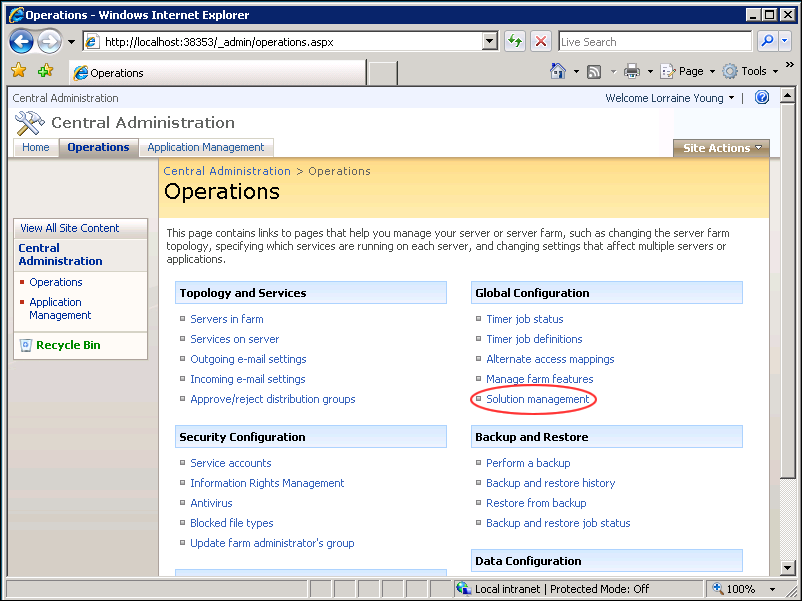 Operations - Windows Internet Explorer
http://localhost:38353/_admin/operations.aspx
Live Search
Operations
Page
Tools
Central Administration
Welcome Lorraine Young
Central Administration
Home
Operations
Application Management
Site Actions
Central Administration > Operations
Operations
This page contains links to pages that help you manage your server or server farm, such as changing the server farm
topology, specifying which services are running on each server, and changing settings that affect multiple servers or
applications.
View All Site Content
Central
Administration
Operations
Application
Management
Recycle Bin
Topology and Services
Servers in farm
Services on server
Outgoing e-mail settings
Incoming e-mail settings
Approve/reject distribution groups
Security Configuration
Service accounts
Information Rights Management
Antivirus
Blocked file types
Update farm administrator's group
Global Configuration
Timer job status
Timer job definitions
Alternate access mappings
Manage farm features
Solution management
Backup and Restore
Perform a backup
Backup and restore history
Restore from backup
Backup and restore job status
Data Configuration
Local intranet | Protected Mode: Off
100%